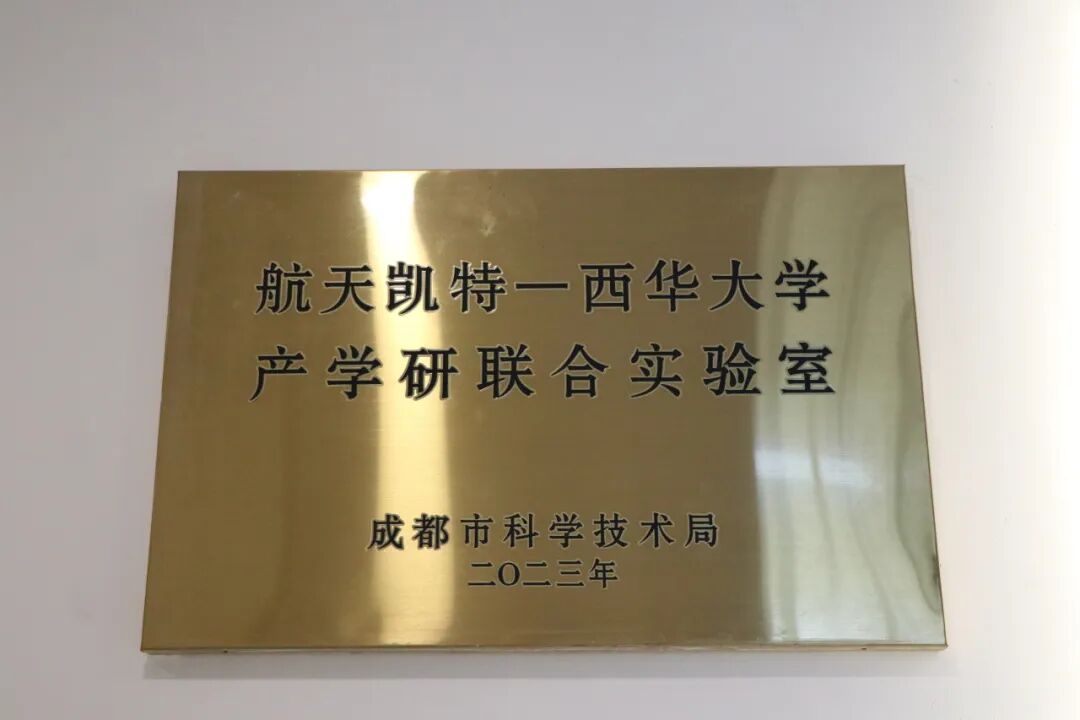 航天凯特—西华大学
产学研联合实验室
成都市科学技术局
二〇二三年